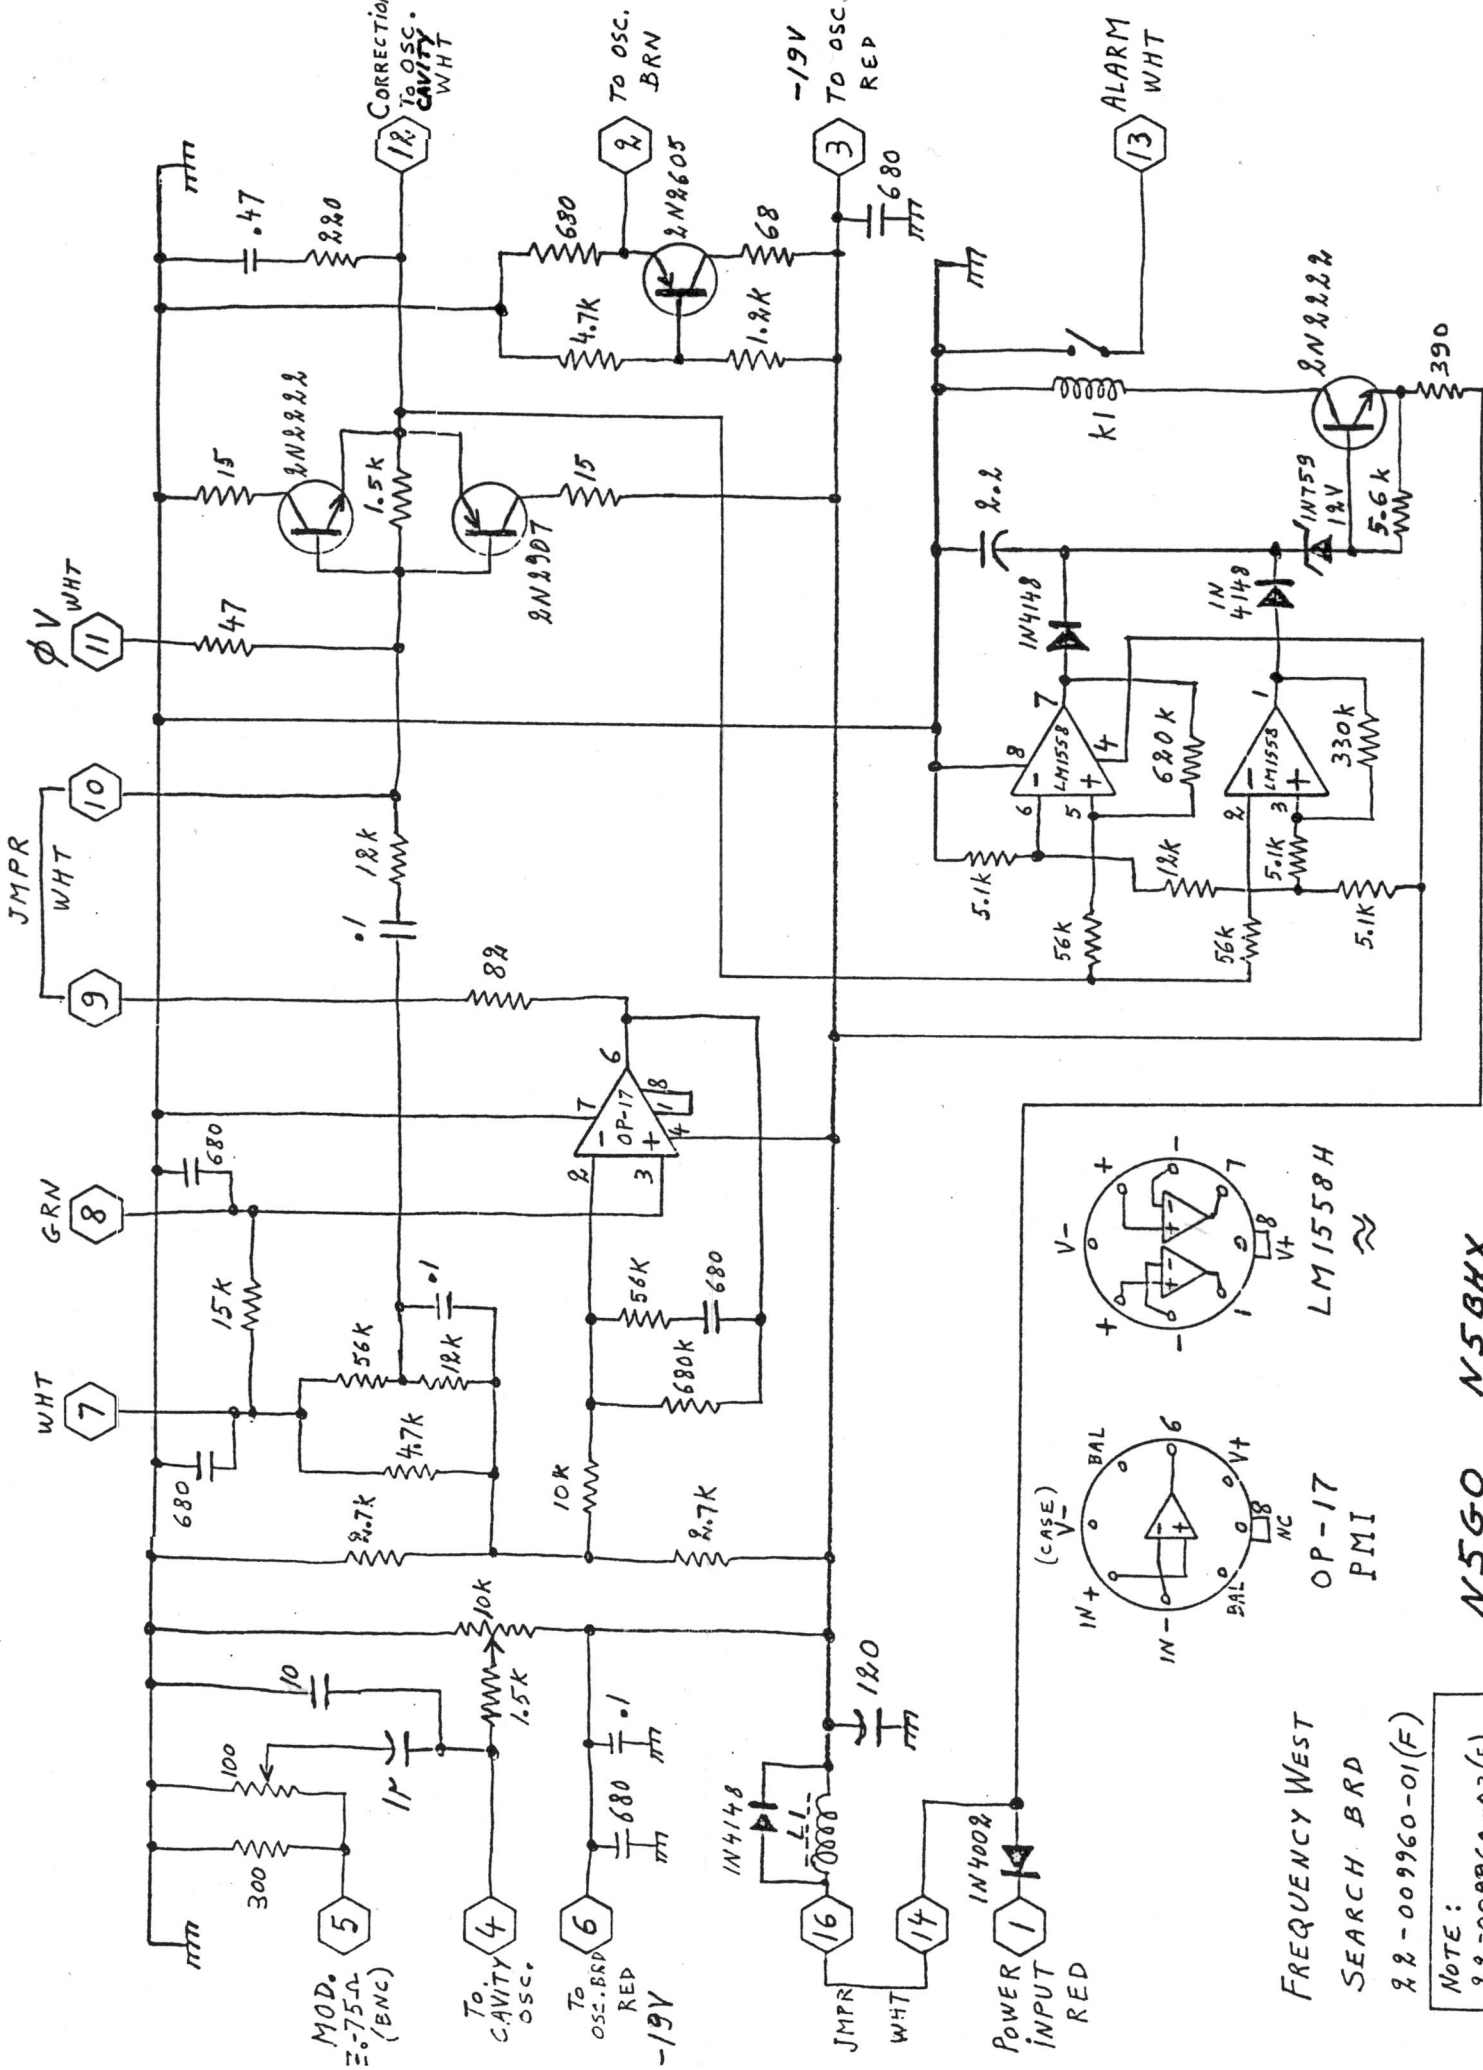 CORRECTION
TO OSC.
CAVITY
WHT
12
.47
220
TO OSC.
BRN
2
680
2N2605
68
4.7K
1.2K
-19V
TO OSC.
RED
3
680
ALARM
WHT
13
2N2222
390
K1
2.2
1N759
12V
5.6K
1N4148
1N
4148
15
2N2222
1.5K
2N2907
15
ØV
WHT
11
47
JMPR
WHT
10
9
12K
.1
82
8
7
LM1558
6
5
4
620K
1
LM1558
2
3
330K
5.1K
12K
5.1K
5.1K
56K
56K
GRN
8
680
15K
7
6
OP-17
8
1
4
2
3
56K
680
680K
10K
2.7K
WHT
7
680
56K
12K
.1
4.7K
2.7K
10K
1.5K
10
1µ
100
300
MOD.
Z₀-75Ω
(BNC)
5
TO
CAVITY
OSC.
4
TO
OSC. BRD
RED
-19V
6
680
.1
120
1N4148
L1
16
JMPR
WHT
14
1N4002
POWER
INPUT
RED
1
V-
+
+
-
-
1
7
8
V+
LM1558H
≈
(CASE)
V-
IN+
BAL
IN-
6
BAL
V+
8
NC
OP-17
PMI
FREQUENCY WEST
SEARCH BRD
22-009960-01(F)
NOTE:
N5GO N5BHX